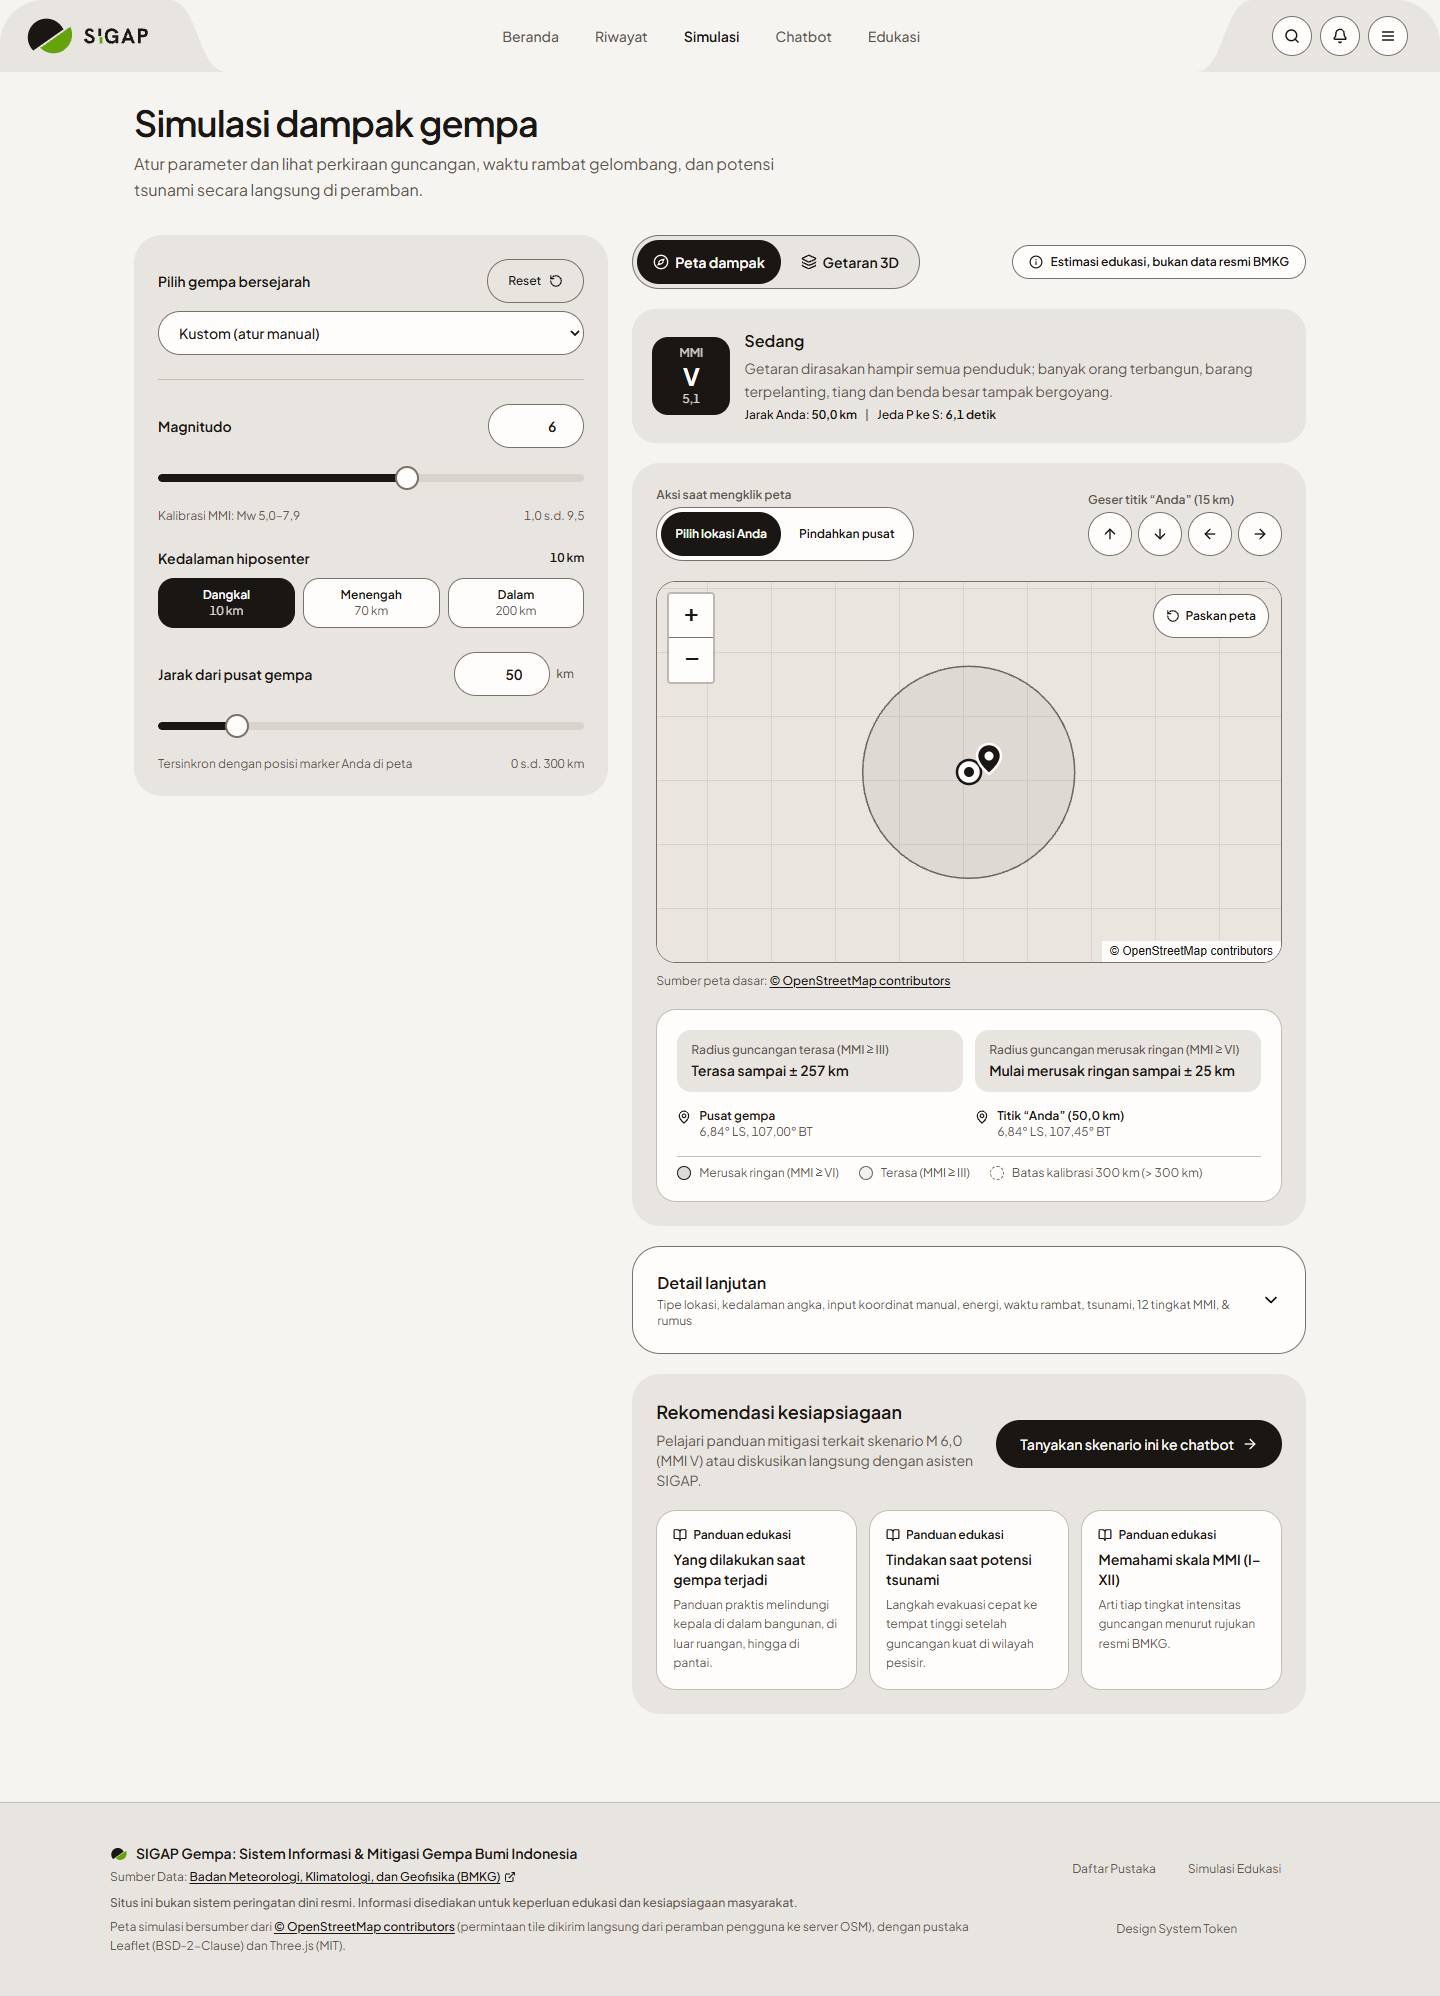 SIGAP
Beranda
Riwayat
Simulasi
Chatbot
Edukasi
Simulasi dampak gempa
Atur parameter dan lihat perkiraan guncangan, waktu rambat gelombang, dan potensi
tsunami secara langsung di peramban.
Pilih gempa bersejarah
Reset
Kustom (atur manual)
Magnitudo
6
Kalibrasi MMI: Mw 5,0–7,9
1,0 s.d. 9,5
Kedalaman hiposenter
10 km
Dangkal
10 km
Menengah
70 km
Dalam
200 km
Jarak dari pusat gempa
50
km
Tersinkron dengan posisi marker Anda di peta
0 s.d. 300 km
Peta dampak
Getaran 3D
Estimasi edukasi, bukan data resmi BMKG
MMI
V
5,1
Sedang
Getaran dirasakan hampir semua penduduk; banyak orang terbangun, barang
terpelanting, tiang dan benda besar tampak bergoyang.
Jarak Anda: 50,0 km | Jeda P ke S: 6,1 detik
Aksi saat mengklik peta
Pilih lokasi Anda
Pindahkan pusat
Geser titik “Anda” (15 km)
+
−
Paskan peta
© OpenStreetMap contributors
Sumber peta dasar: © OpenStreetMap contributors
Radius guncangan terasa (MMI ≥ III)
Terasa sampai ± 257 km
Radius guncangan merusak ringan (MMI ≥ VI)
Mulai merusak ringan sampai ± 25 km
Pusat gempa
6,84° LS, 107,00° BT
Titik “Anda” (50,0 km)
6,84° LS, 107,45° BT
Merusak ringan (MMI ≥ VI)
Terasa (MMI ≥ III)
Batas kalibrasi 300 km (> 300 km)
Detail lanjutan
Tipe lokasi, kedalaman angka, input koordinat manual, energi, waktu rambat, tsunami, 12 tingkat MMI, &
rumus
Rekomendasi kesiapsiagaan
Pelajari panduan mitigasi terkait skenario M 6,0
(MMI V) atau diskusikan langsung dengan asisten
SIGAP.
Tanyakan skenario ini ke chatbot
Panduan edukasi
Yang dilakukan saat
gempa terjadi
Panduan praktis melindungi
kepala di dalam bangunan, di
luar ruangan, hingga di
pantai.
Panduan edukasi
Tindakan saat potensi
tsunami
Langkah evakuasi cepat ke
tempat tinggi setelah
guncangan kuat di wilayah
pesisir.
Panduan edukasi
Memahami skala MMI (I–
XII)
Arti tiap tingkat intensitas
guncangan menurut rujukan
resmi BMKG.
SIGAP Gempa: Sistem Informasi & Mitigasi Gempa Bumi Indonesia
Sumber Data: Badan Meteorologi, Klimatologi, dan Geofisika (BMKG)
Situs ini bukan sistem peringatan dini resmi. Informasi disediakan untuk keperluan edukasi dan kesiapsiagaan masyarakat.
Peta simulasi bersumber dari © OpenStreetMap contributors (permintaan tile dikirim langsung dari peramban pengguna ke server OSM), dengan pustaka
Leaflet (BSD-2-Clause) dan Three.js (MIT).
Daftar Pustaka
Simulasi Edukasi
Design System Token